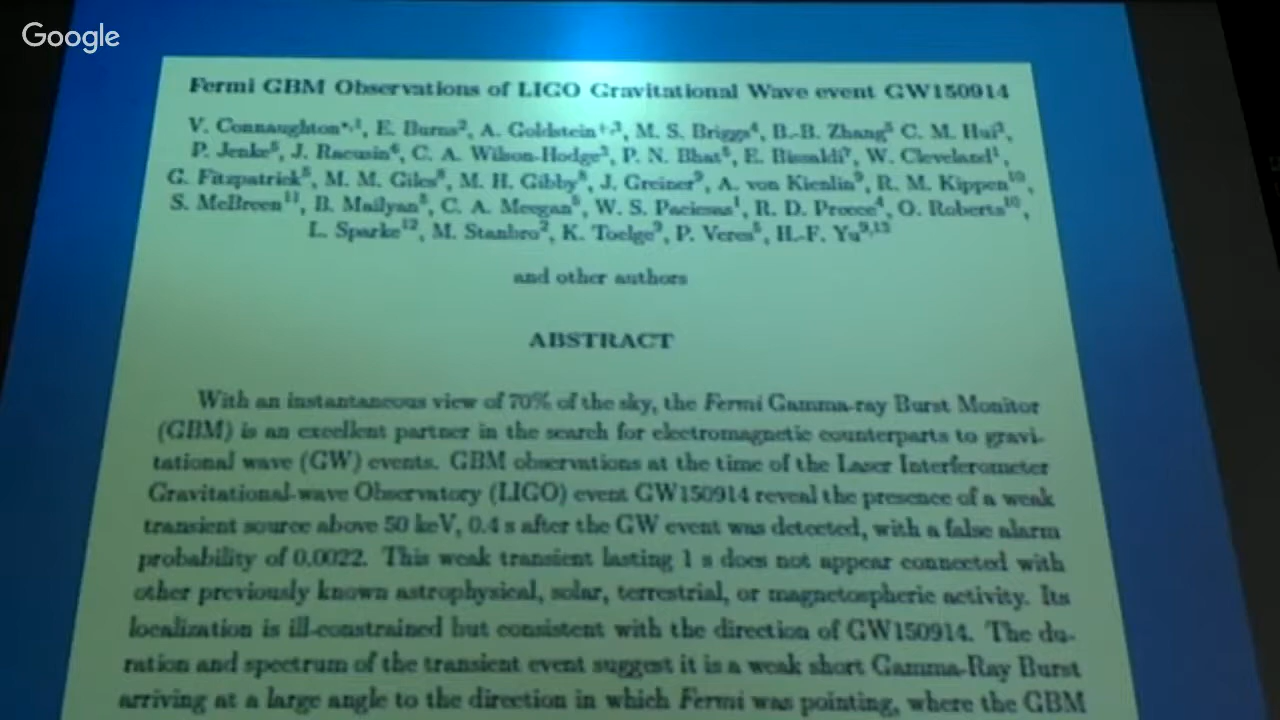 Google
Fermi GBM Observations of LIGO Gravitational Wave event GW150914
V. Connaughton*,1, E. Burns2, A. Goldstein+,3, M. S. Briggs4, B.-B. Zhang5 C. M. Hui3,
P. Jenke5, J. Racusin6, C. A. Wilson-Hodge3, P. N. Bhat5, E. Bissaldi7, W. Cleveland1,
G. Fitzpatrick5, M. M. Giles8, M. H. Gibby8, J. Greiner9, A. von Kienlin9, R. M. Kippen10,
S. McBreen11, B. Mailyan5, C. A. Meegan5, W. S. Paciesas1, R. D. Preece4, O. Roberts10,
L. Sparke12, M. Stanbro2, K. Toelge9, P. Veres5, H.-F. Yu9,13
and other authors
ABSTRACT
With an instantaneous view of 70% of the sky, the Fermi Gamma-ray Burst Monitor
(GBM) is an excellent partner in the search for electromagnetic counterparts to gravi-
tational wave (GW) events. GBM observations at the time of the Laser Interferometer
Gravitational-wave Observatory (LIGO) event GW150914 reveal the presence of a weak
transient source above 50 keV, 0.4 s after the GW event was detected, with a false alarm
probability of 0.0022. This weak transient lasting 1 s does not appear connected with
other previously known astrophysical, solar, terrestrial, or magnetospheric activity. Its
localization is ill-constrained but consistent with the direction of GW150914. The du-
ration and spectrum of the transient event suggest it is a weak short Gamma-Ray Burst
arriving at a large angle to the direction in which Fermi was pointing, where the GBM